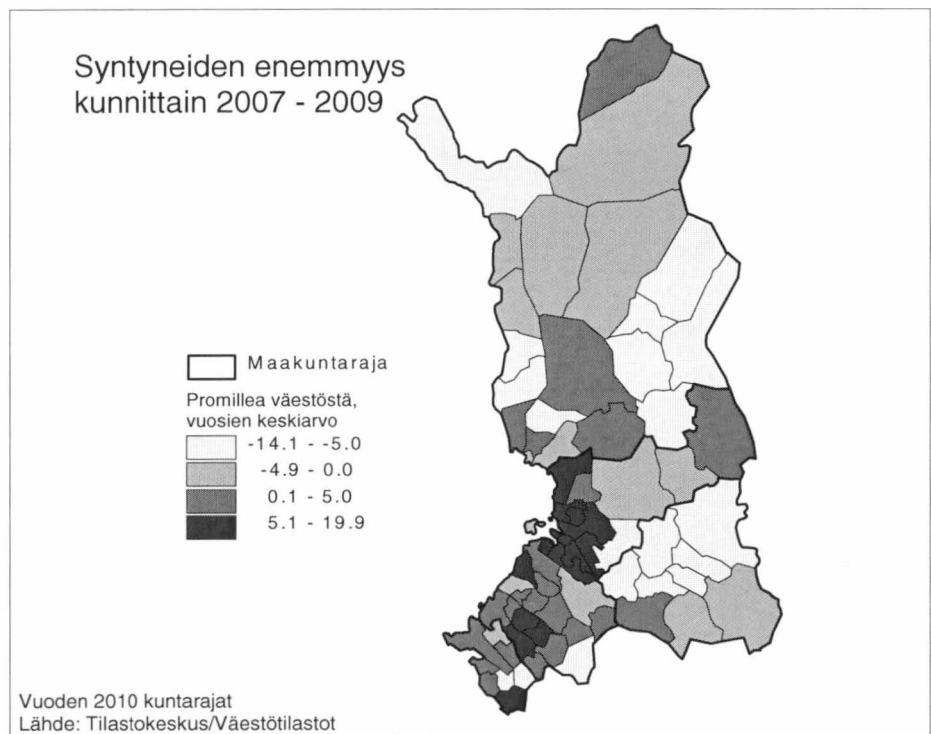 Syntyneiden enemmyys
kunnittain 2007 - 2009
Maakuntaraja
Promillea väestöstä,
vuosien keskiarvo
-14.1 - -5.0
-4.9 - 0.0
0.1 - 5.0
5.1 - 19.9
Vuoden 2010 kuntarajat
Lähde: Tilastokeskus/Väestötilastot